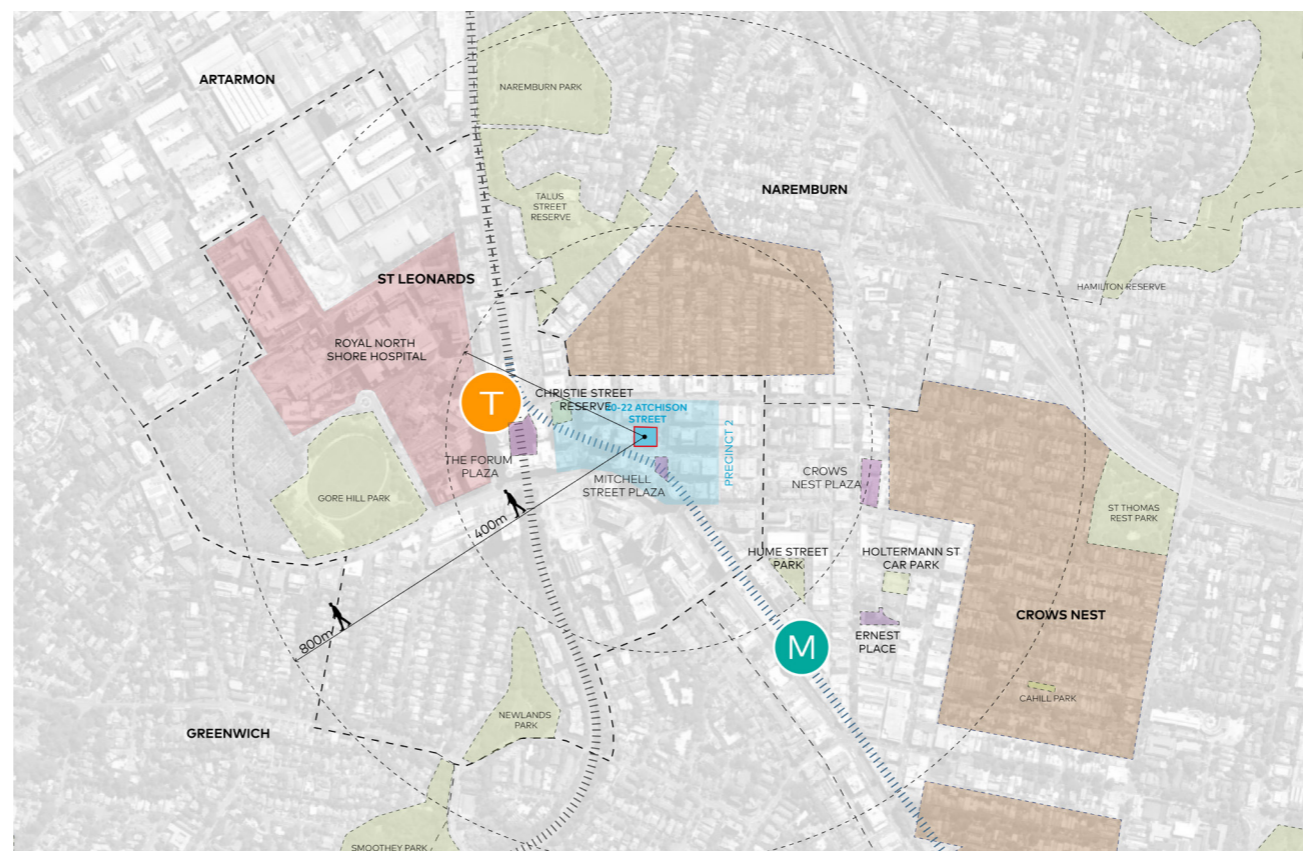 ARTARMON
NAREMBURN PARK
NAREMBURN
TALUS
STREET
RESERVE
ST LEONARDS
HAMILTON RESERVE
ROYAL NORTH
SHORE HOSPITAL
T
CHRISTIE STREET
RESERVE
-22 ATCHISON
STREET
PRECINCT 2
THE FORUM
PLAZA
MITCHELL
STREET PLAZA
CROWS
NEST PLAZA
GORE HILL PARK
ST THOMAS
REST PARK
400m
HUME STREET
PARK
HOLTERMANN ST
CAR PARK
800m
M
ERNEST
PLACE
CROWS NEST
CAHILL PARK
NEWLANDS
PARK
GREENWICH
SMOOTHEY PARK